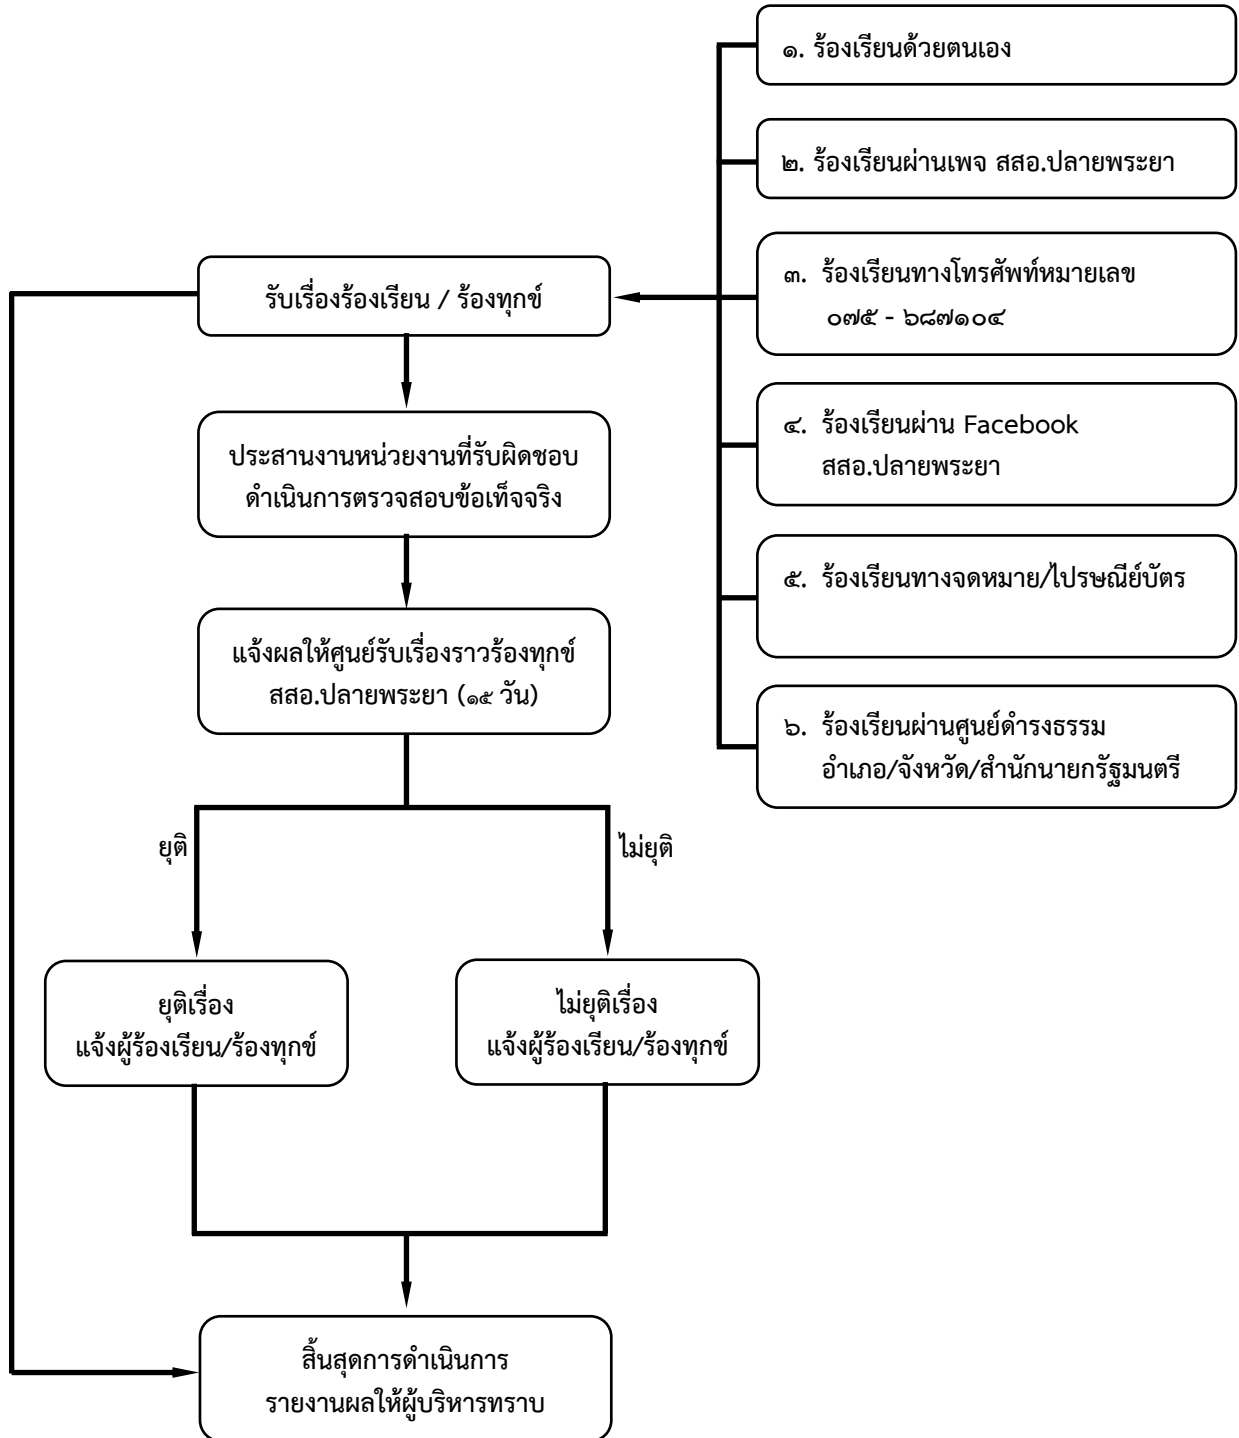 ๑. ร้องเรียนด้วยตนเอง
๒. ร้องเรียนผ่านเพจ สสอ.ปลายพระยา
๓. ร้องเรียนทางโทรศัพท์หมายเลข
๐๗๕ - ๖๘๗๑๐๔
๔. ร้องเรียนผ่าน Facebook
สสอ.ปลายพระยา
๕. ร้องเรียนทางจดหมาย/ไปรษณีย์บัตร
๖. ร้องเรียนผ่านศูนย์ดำรงธรรม
อำเภอ/จังหวัด/สำนักนายกรัฐมนตรี
รับเรื่องร้องเรียน / ร้องทุกข์
ประสานงานหน่วยงานที่รับผิดชอบ
ดำเนินการตรวจสอบข้อเท็จจริง
แจ้งผลให้ศูนย์รับเรื่องราวร้องทุกข์
สสอ.ปลายพระยา (๑๕ วัน)
ยุติ
ไม่ยุติ
ยุติเรื่อง
แจ้งผู้ร้องเรียน/ร้องทุกข์
ไม่ยุติเรื่อง
แจ้งผู้ร้องเรียน/ร้องทุกข์
สิ้นสุดการดำเนินการ
รายงานผลให้ผู้บริหารทราบ